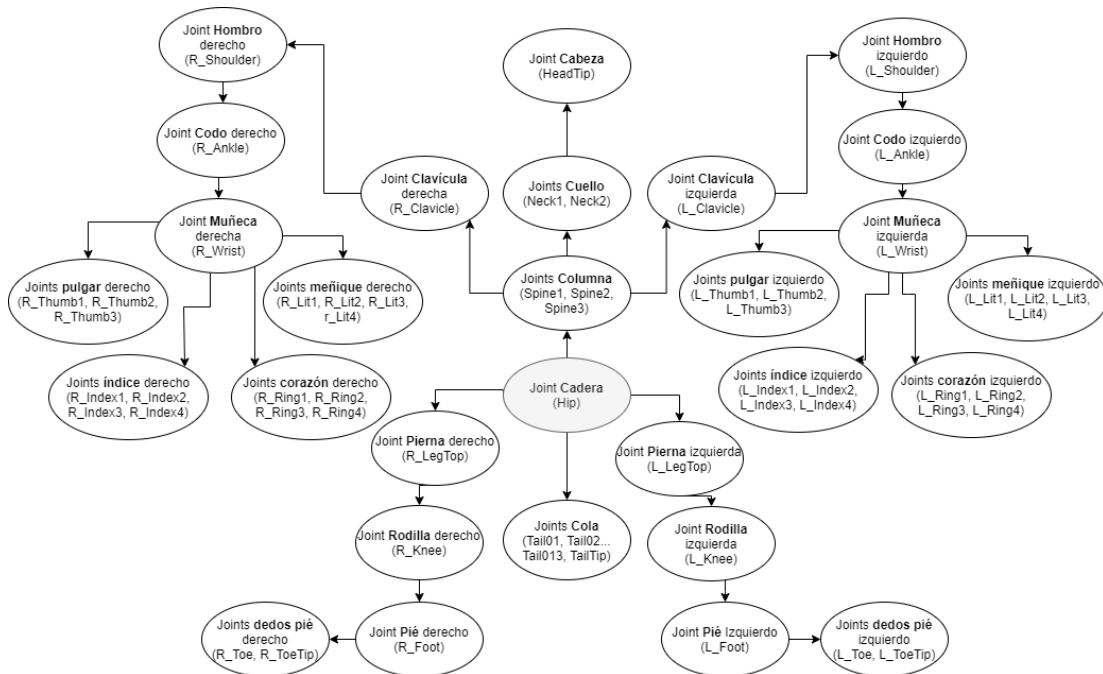 Joint Hombro
derecho
(R_Shoulder)
Joint Cabeza
(HeadTip)
Joint Hombro
izquierdo
(L_Shoulder)
Joint Codo derecho
(R_Ankle)
Joint Codo izquierdo
(L_Ankle)
Joint Clavícula
derecha
(R_Clavicle)
Joints Cuello
(Neck1, Neck2)
Joint Clavícula
izquierda
(L_Clavicle)
Joint Muñeca
derecha
(R_Wrist)
Joint Muñeca
izquierda
(L_Wrist)
Joints pulgar derecho
(R_Thumb1, R_Thumb2,
R_Thumb3)
Joints meñique derecho
(R_Lit1, R_Lit2, R_Lit3,
r_Lit4)
Joints Columna
(Spine1, Spine2,
Spine3)
Joints pulgar izquierdo
(L_Thumb1, L_Thumb2,
L_Thumb3)
Joints meñique izquierdo
(L_Lit1, L_Lit2, L_Lit3,
L_Lit4)
Joints índice derecho
(R_Index1, R_Index2,
R_Index3, R_Index4)
Joints corazón derecho
(R_Ring1, R_Ring2,
R_Ring3, R_Ring4)
Joint Cadera
(Hip)
Joints índice izquierdo
(L_Index1, L_Index2,
L_Index3, L_Index4)
Joints corazón izquierdo
(L_Ring1, L_Ring2,
L_Ring3, L_Ring4)
Joint Pierna derecho
(R_LegTop)
Joint Pierna izquierda
(L_LegTop)
Joint Rodilla derecho
(R_Knee)
Joints Cola
(Tail01, Tail02...
Tail013, TailTip)
Joint Rodilla
izquierda
(L_Knee)
Joints dedos pié
derecho
(R_Toe, R_ToeTip)
Joint Pié derecho
(R_Foot)
Joint Pié Izquierdo
(L_Foot)
Joints dedos pié
izquierdo
(L_Toe, L_ToeTip)